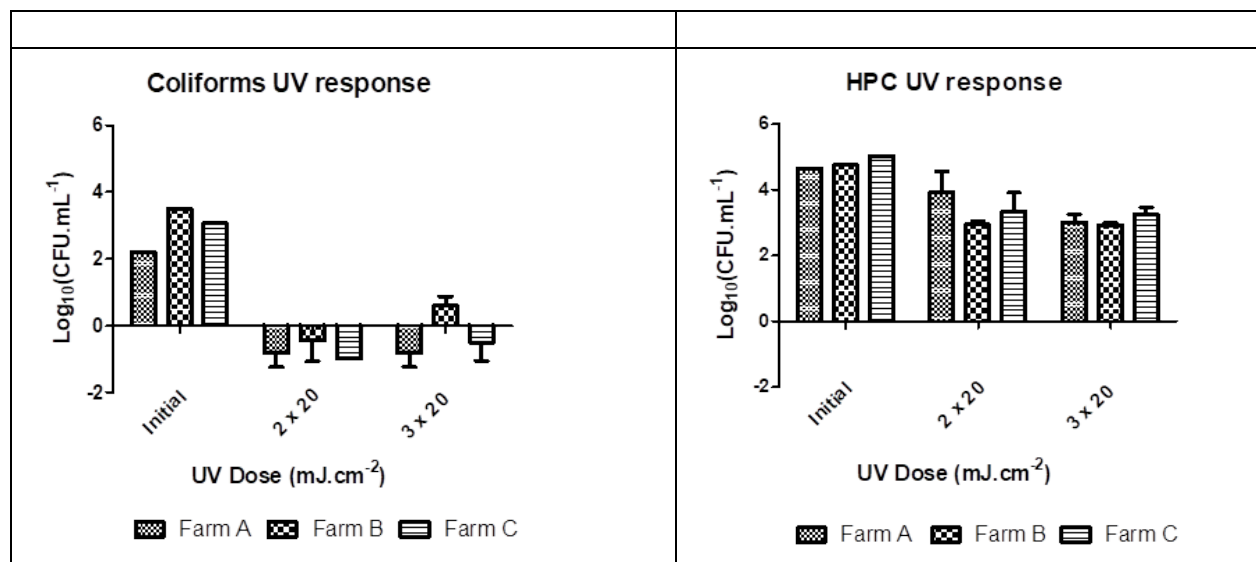 Coliforms UV response
6
4
2
0
-2
Log₁₀(CFU.mL⁻¹)
Initial
2 x 20
3 x 20
UV Dose (mJ.cm⁻²)
Farm A Farm B Farm C
HPC UV response
6
4
2
0
-2
Log₁₀(CFU.mL⁻¹)
Initial
2 x 20
3 x 20
UV Dose (mJ.cm⁻²)
Farm A Farm B Farm C